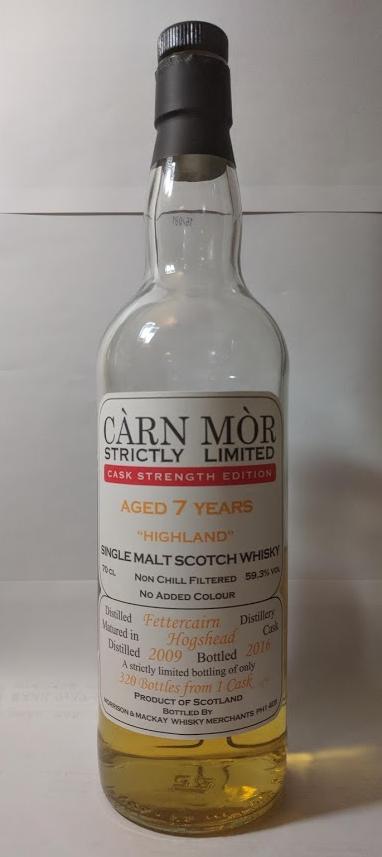 CÀRN MÒR
STRICTLY LIMITED
CASK STRENGTH EDITION
AGED 7 YEARS
"HIGHLAND"
SINGLE MALT SCOTCH WHISKY
70 CL NON CHILL FILTERED 59.3% VOL
NO ADDED COLOUR
Distilled Fettercairn Distillery
Matured in Hogshead Cask
Distilled 2009 Bottled 2016
A strictly limited bottling of only
320 Bottles from 1 Cask
PRODUCT OF SCOTLAND
BOTTLED BY
MORRISON & MACKAY WHISKY MERCHANTS PH1